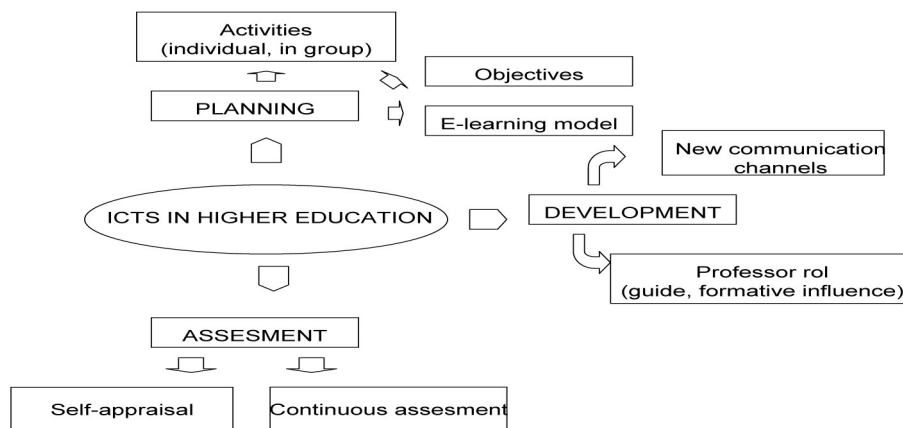 Activities
(individual, in group)
Objectives
PLANNING
E-learning model
New communication
channels
ICTS IN HIGHER EDUCATION
DEVELOPMENT
Professor rol
(guide, formative influence)
ASSESMENT
Self-appraisal
Continuous assesment